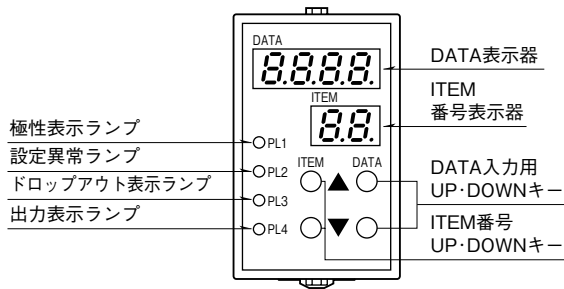 DATA
8.8.8.8.
ITEM
8.8.
PL1
PL2
PL3
PL4
ITEM
DATA
極性表示ランプ
設定異常ランプ
ドロップアウト表示ランプ
出力表示ランプ
DATA表示器
ITEM
番号表示器
DATA入力用
UP・DOWNキー
ITEM番号
UP・DOWNキー